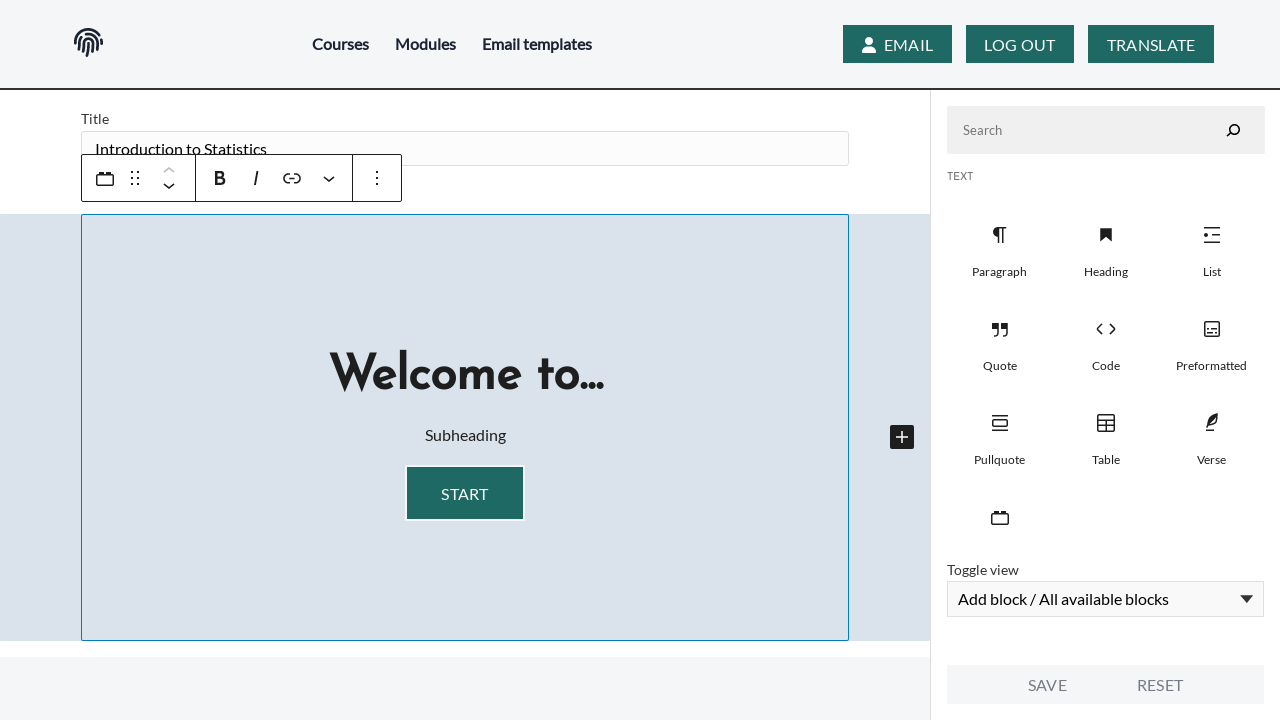 Courses Modules Email templates EMAIL LOG OUT TRANSLATE
Title
Introduction to Statistics
B I
Welcome to...
Subheading
START
Search
TEXT
Paragraph Heading List
Quote Code Preformatted
Pullquote Table Verse
Toggle view
Add block / All available blocks
SAVE RESET